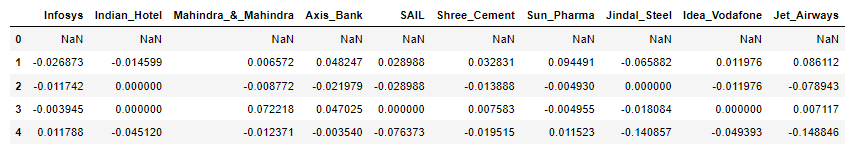 Infosys Indian_Hotel Mahindra_&_Mahindra Axis_Bank SAIL Shree_Cement Sun_Pharma Jindal_Steel Idea_Vodafone Jet_Airways
0 NaN NaN NaN NaN NaN NaN NaN NaN NaN NaN
1 -0.026873 -0.014599 0.006572 0.048247 0.028988 0.032831 0.094491 -0.065882 0.011976 0.086112
2 -0.011742 0.000000 -0.008772 -0.021979 -0.028988 -0.013888 -0.004930 0.000000 -0.011976 -0.078943
3 -0.003945 0.000000 0.072218 0.047025 0.000000 0.007583 -0.004955 -0.018084 0.000000 0.007117
4 0.011788 -0.045120 -0.012371 -0.003540 -0.076373 -0.019515 0.011523 -0.140857 -0.049393 -0.148846